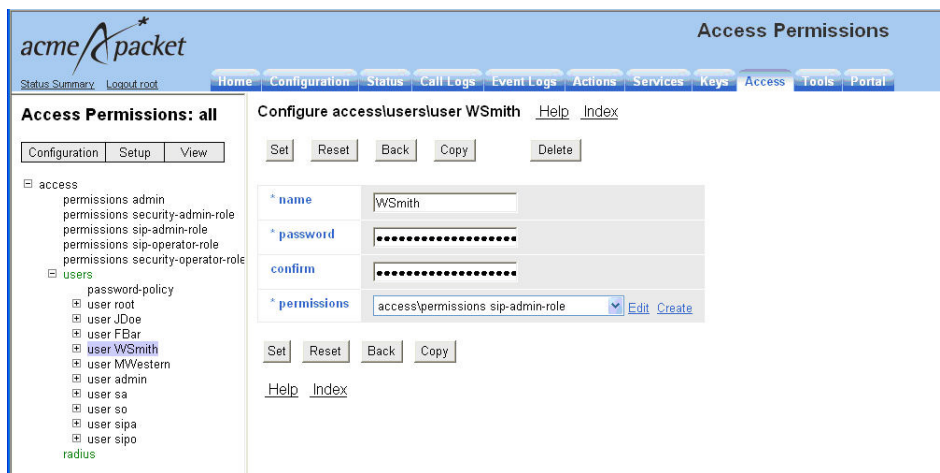 acme packet
Access Permissions
Status Summary Logout root
Home Configuration Status Call Logs Event Logs Actions Services Keys Access Tools Portal
Access Permissions: all
Configuration Setup View
access
permissions admin
permissions security-admin-role
permissions sip-admin-role
permissions sip-operator-role
permissions security-operator-role
users
password-policy
user root
user JDoe
user FBar
user WSmith
user MWestern
user admin
user sa
user so
user sipa
user sipo
radius
Configure access\users\user WSmith Help Index
Set Reset Back Copy Delete
* name WSmith
* password ●●●●●●●●●●●●●●●●●●●
confirm ●●●●●●●●●●●●●●●●●●●
* permissions access\permissions sip-admin-role Edit Create
Set Reset Back Copy
Help Index